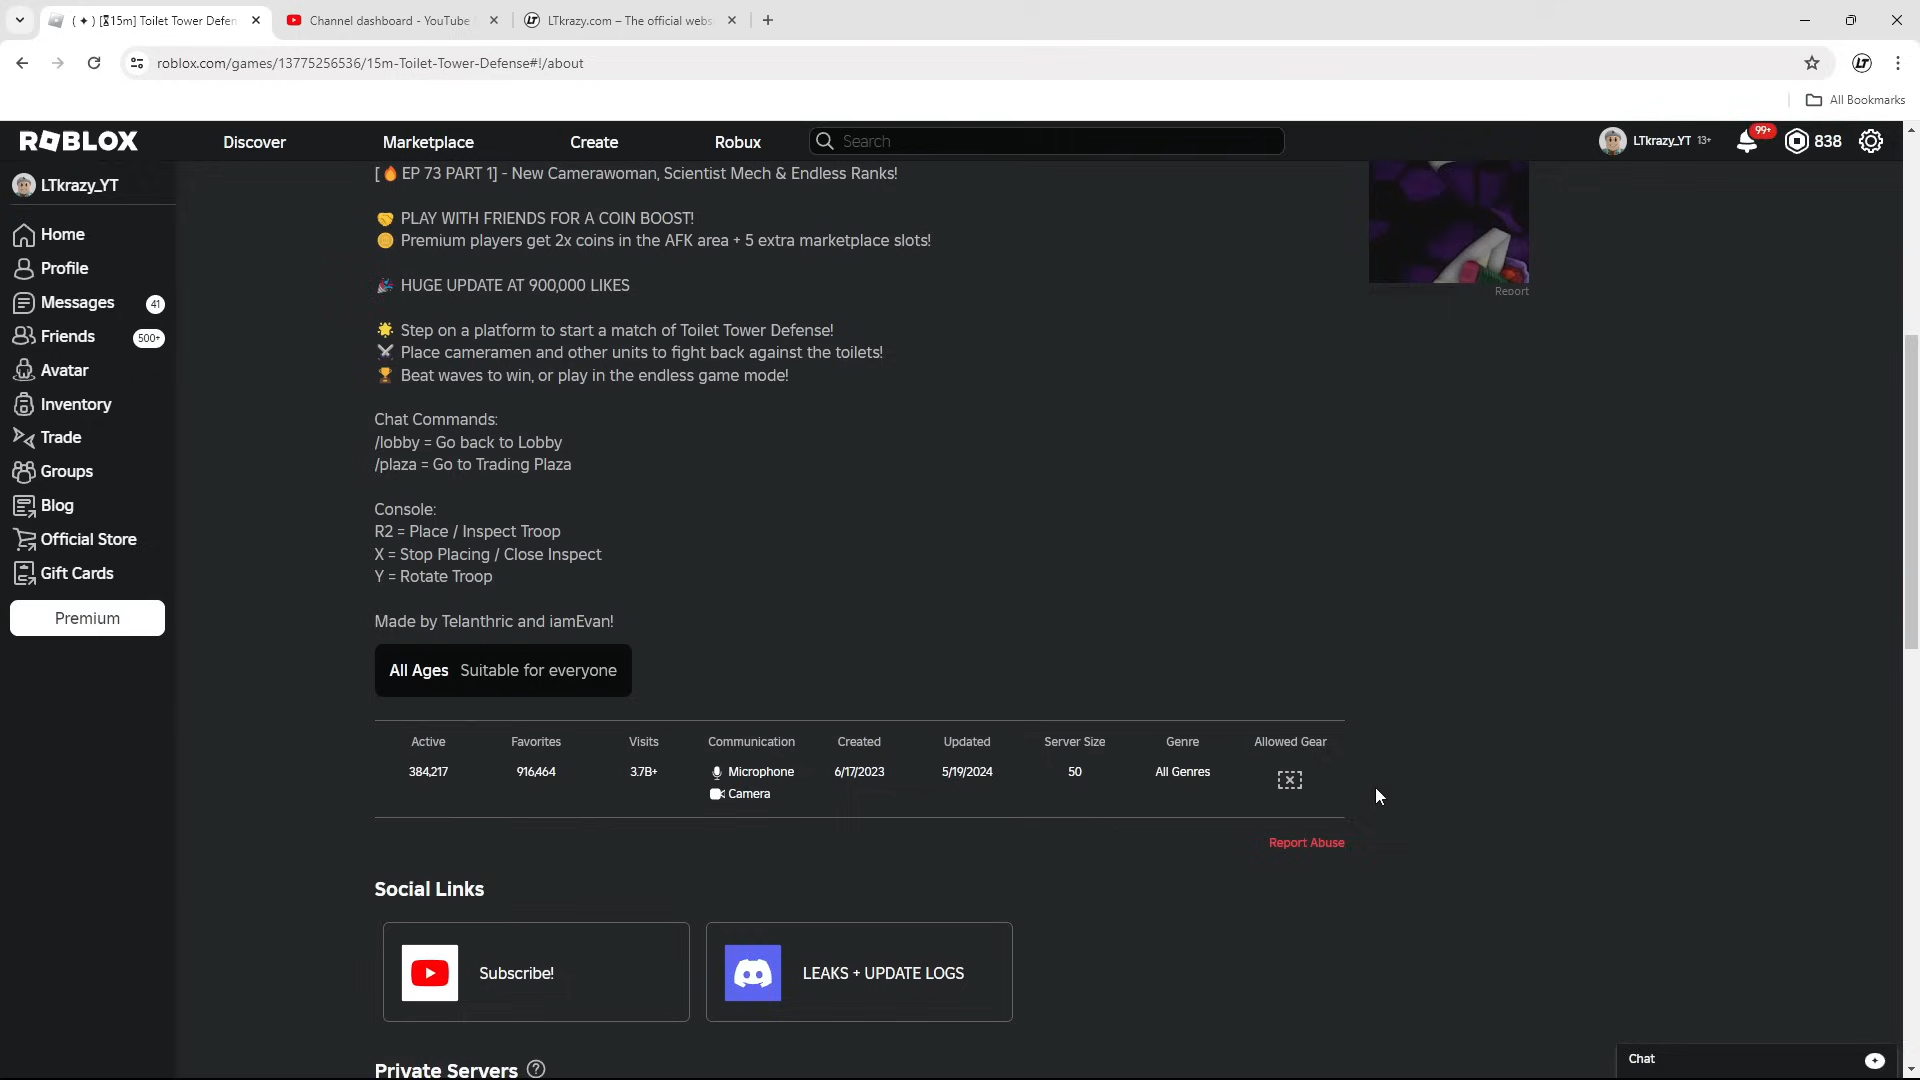 ( ✦ ) [⏳15m] Toilet Tower Defen
Channel dashboard - YouTube
LTkrazy.com – The official webs
roblox.com/games/13775256536/15m-Toilet-Tower-Defense#!/about
All Bookmarks
ROBLOX
Discover
Marketplace
Create
Robux
Search
LTkrazy_YT 13+
99+
838
LTkrazy_YT
Home
Profile
Messages 41
Friends 500+
Avatar
Inventory
Trade
Groups
Blog
Official Store
Gift Cards
Premium
[🔥 EP 73 PART 1] - New Camerawoman, Scientist Mech & Endless Ranks!
🤝 PLAY WITH FRIENDS FOR A COIN BOOST!
🪙 Premium players get 2x coins in the AFK area + 5 extra marketplace slots!
🎉 HUGE UPDATE AT 900,000 LIKES
🌟 Step on a platform to start a match of Toilet Tower Defense!
⚔️ Place cameramen and other units to fight back against the toilets!
🏆 Beat waves to win, or play in the endless game mode!
Chat Commands:
/lobby = Go back to Lobby
/plaza = Go to Trading Plaza
Console:
R2 = Place / Inspect Troop
X = Stop Placing / Close Inspect
Y = Rotate Troop
Made by Telanthric and iamEvan!
All Ages Suitable for everyone
Active Favorites Visits Communication Created Updated Server Size Genre Allowed Gear
384,217 916,464 3.7B+ Microphone 6/17/2023 5/19/2024 50 All Genres
Camera
Report Abuse
Report
Social Links
Subscribe!
LEAKS + UPDATE LOGS
Private Servers ?
Chat